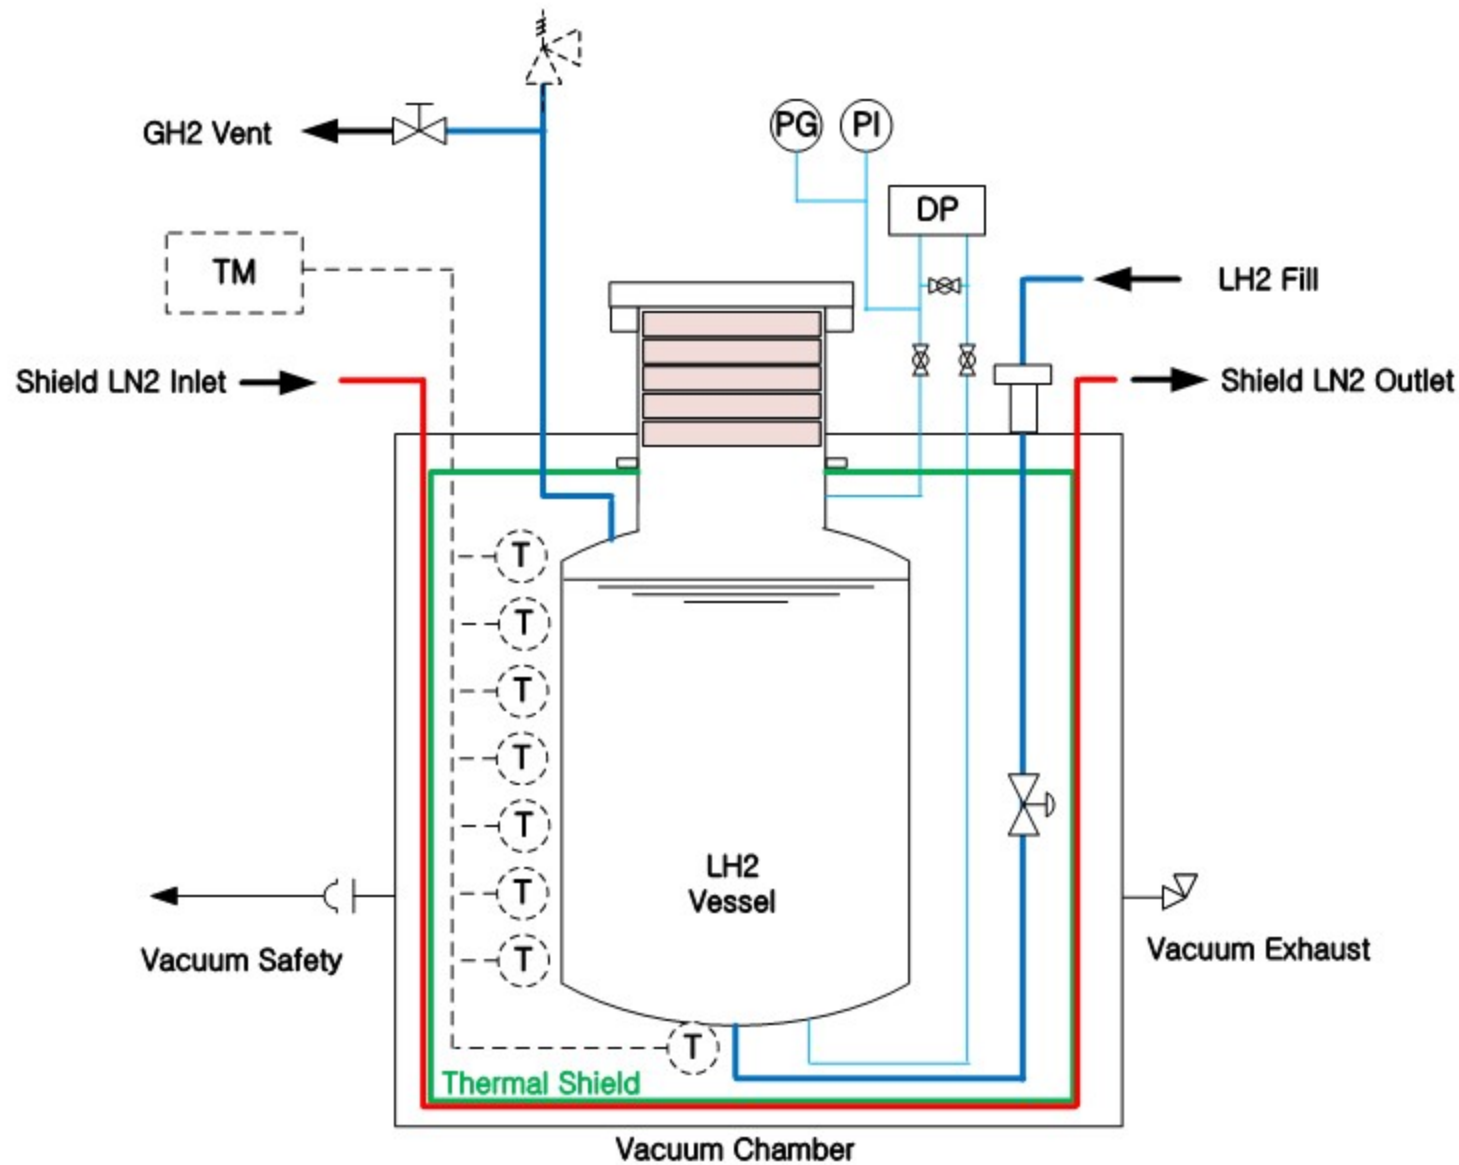 GH2 Vent
PG
PI
DP
TM
LH2 Fill
Shield LN2 Inlet
Shield LN2 Outlet
T
T
T
T
T
T
T
LH2
Vessel
Vacuum Safety
Vacuum Exhaust
T
Thermal Shield
Vacuum Chamber